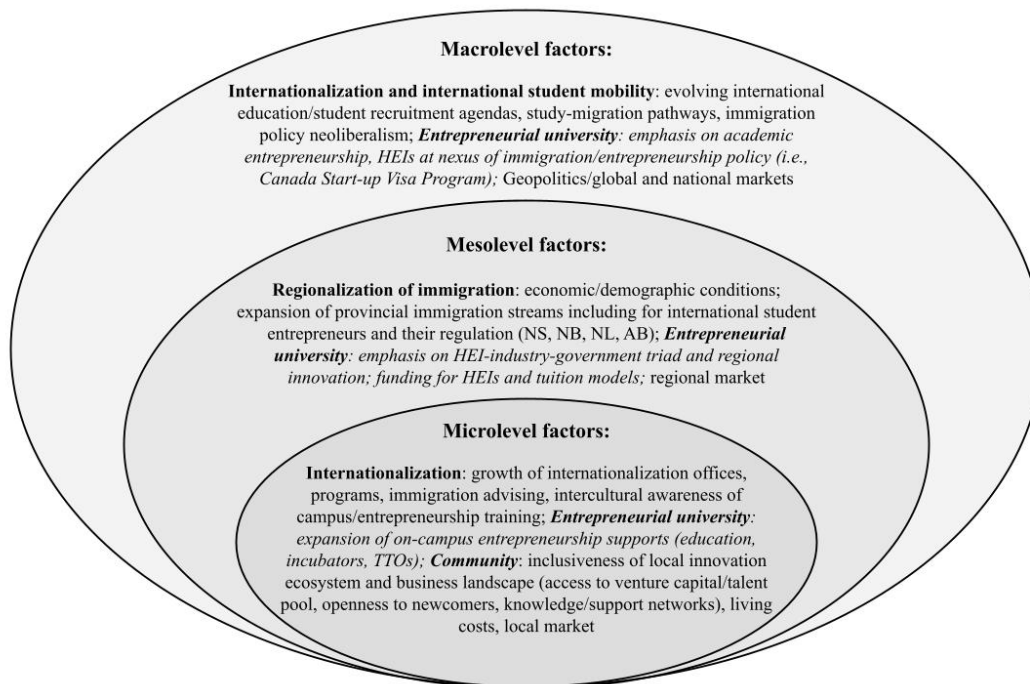 Macrolevel factors:
Internationalization and international student mobility: evolving international
education/student recruitment agendas, study-migration pathways, immigration
policy neoliberalism; Entrepreneurial university: emphasis on academic
entrepreneurship, HEIs at nexus of immigration/entrepreneurship policy (i.e.,
Canada Start-up Visa Program); Geopolitics/global and national markets
Mesolevel factors:
Regionalization of immigration: economic/demographic conditions;
expansion of provincial immigration streams including for international student
entrepreneurs and their regulation (NS, NB, NL, AB); Entrepreneurial
university: emphasis on HEI-industry-government triad and regional
innovation; funding for HEIs and tuition models; regional market
Microlevel factors:
Internationalization: growth of internationalization offices,
programs, immigration advising, intercultural awareness of
campus/entrepreneurship training; Entrepreneurial university:
expansion of on-campus entrepreneurship supports (education,
incubators, TTOs); Community: inclusiveness of local innovation
ecosystem and business landscape (access to venture capital/talent
pool, openness to newcomers, knowledge/support networks), living
costs, local market